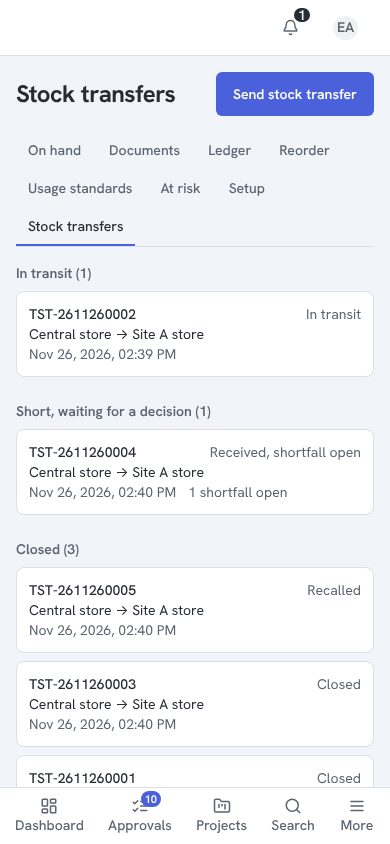 1
EA
Stock transfers
Send stock transfer
On hand Documents Ledger Reorder
Usage standards At risk Setup
Stock transfers
In transit (1)
TST-2611260002 In transit
Central store → Site A store
Nov 26, 2026, 02:39 PM
Short, waiting for a decision (1)
TST-2611260004 Received, shortfall open
Central store → Site A store
Nov 26, 2026, 02:40 PM 1 shortfall open
Closed (3)
TST-2611260005 Recalled
Central store → Site A store
Nov 26, 2026, 02:40 PM
TST-2611260003 Closed
Central store → Site A store
Nov 26, 2026, 02:40 PM
TST-2611260001 Closed
10
Dashboard Approvals Projects Search More